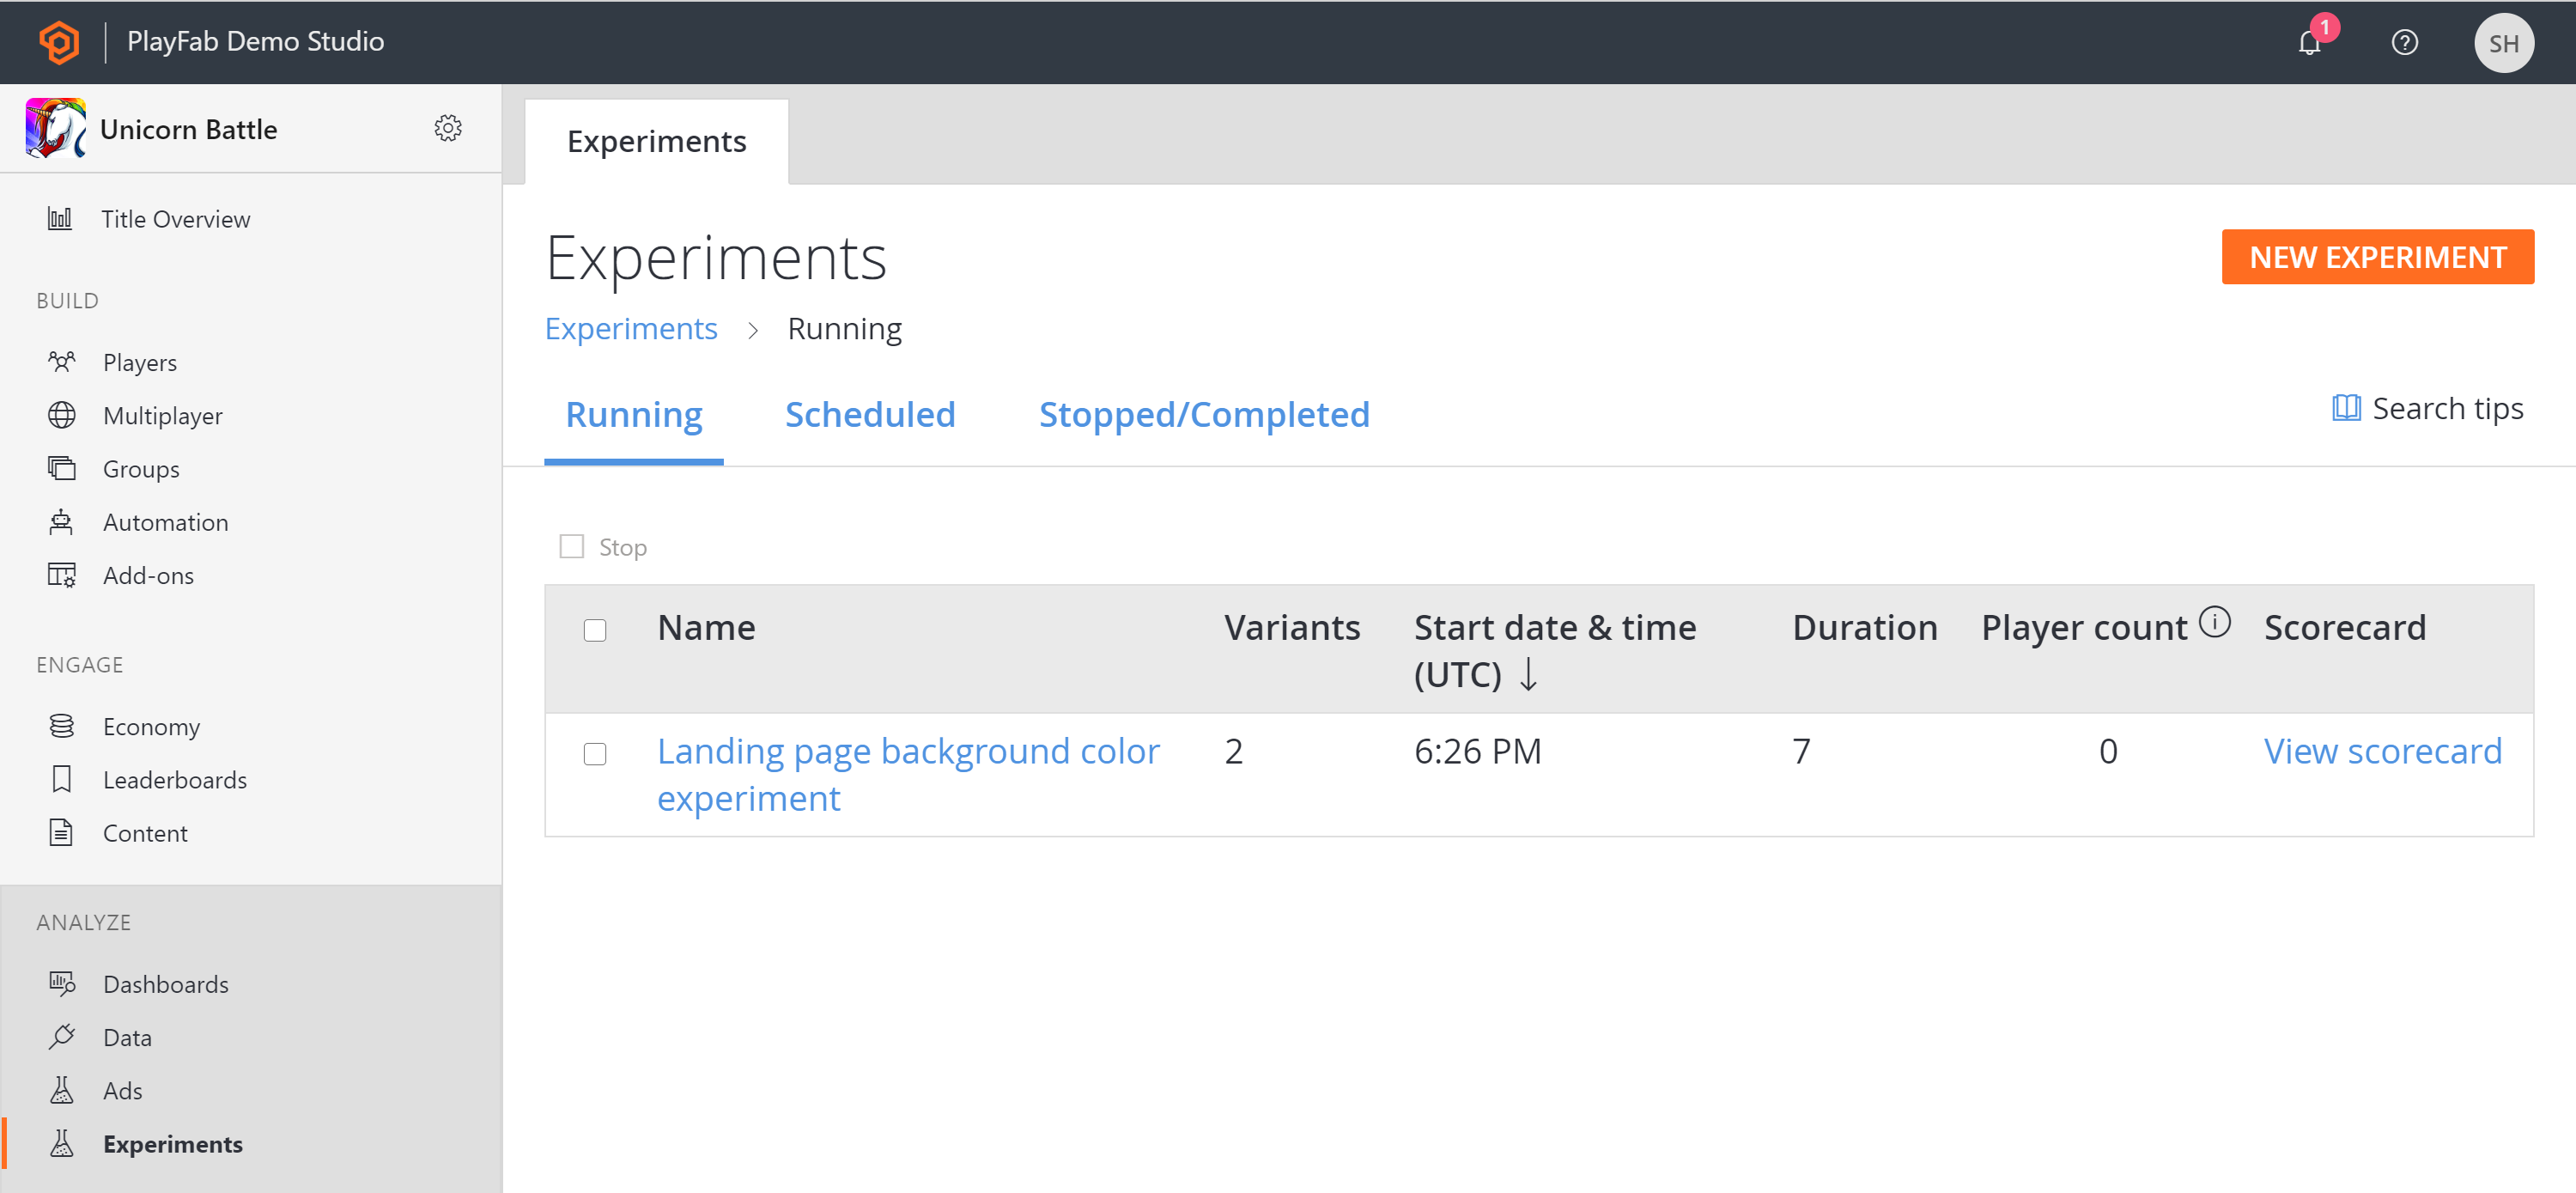 PlayFab Demo Studio
1
SH
Unicorn Battle
Title Overview
BUILD
Players
Multiplayer
Groups
Automation
Add-ons
ENGAGE
Economy
Leaderboards
Content
ANALYZE
Dashboards
Data
Ads
Experiments
Experiments
Experiments
NEW EXPERIMENT
Experiments > Running
Running Scheduled Stopped/Completed
Search tips
Stop
Name Variants Start date & time Duration Player count Scorecard
(UTC) ↓
Landing page background color 2 6:26 PM 7 0 View scorecard
experiment